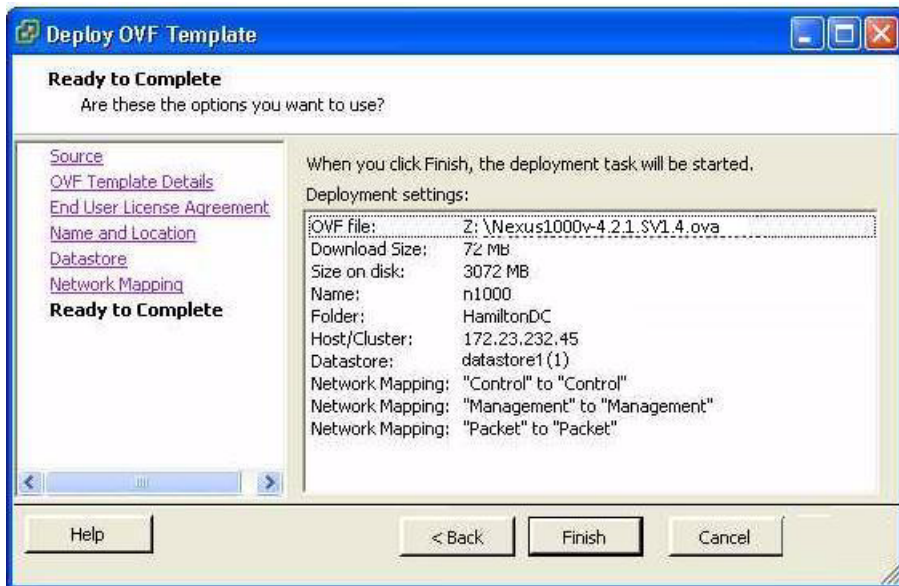 Deploy OVF Template
Ready to Complete
Are these the options you want to use?
Source
OVF Template Details
End User License Agreement
Name and Location
Datastore
Network Mapping
Ready to Complete
When you click Finish, the deployment task will be started.
Deployment settings:
OVF file: Z:\Nexus1000v-4.2.1.SV1.4.ova
Download Size: 72 MB
Size on disk: 3072 MB
Name: n1000
Folder: HamiltonDC
Host/Cluster: 172.23.232.45
Datastore: datastore1 (1)
Network Mapping: "Control" to "Control"
Network Mapping: "Management" to "Management"
Network Mapping: "Packet" to "Packet"
Help
< Back
Finish
Cancel